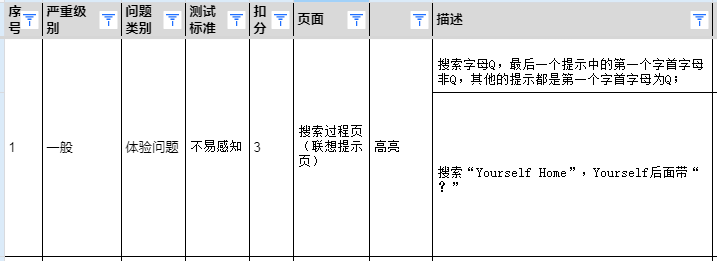 序号 严重级别 问题类别 测试标准 扣分 页面 描述
搜索字母Q，最后一个提示中的第一个字首字母
非Q，其他的提示都是第一个字首字母为Q；
1 一般 体验问题 不易感知 3 搜索过程页（联想提示页） 高亮
搜索“Yourself Home”，Yourself后面带“
？”